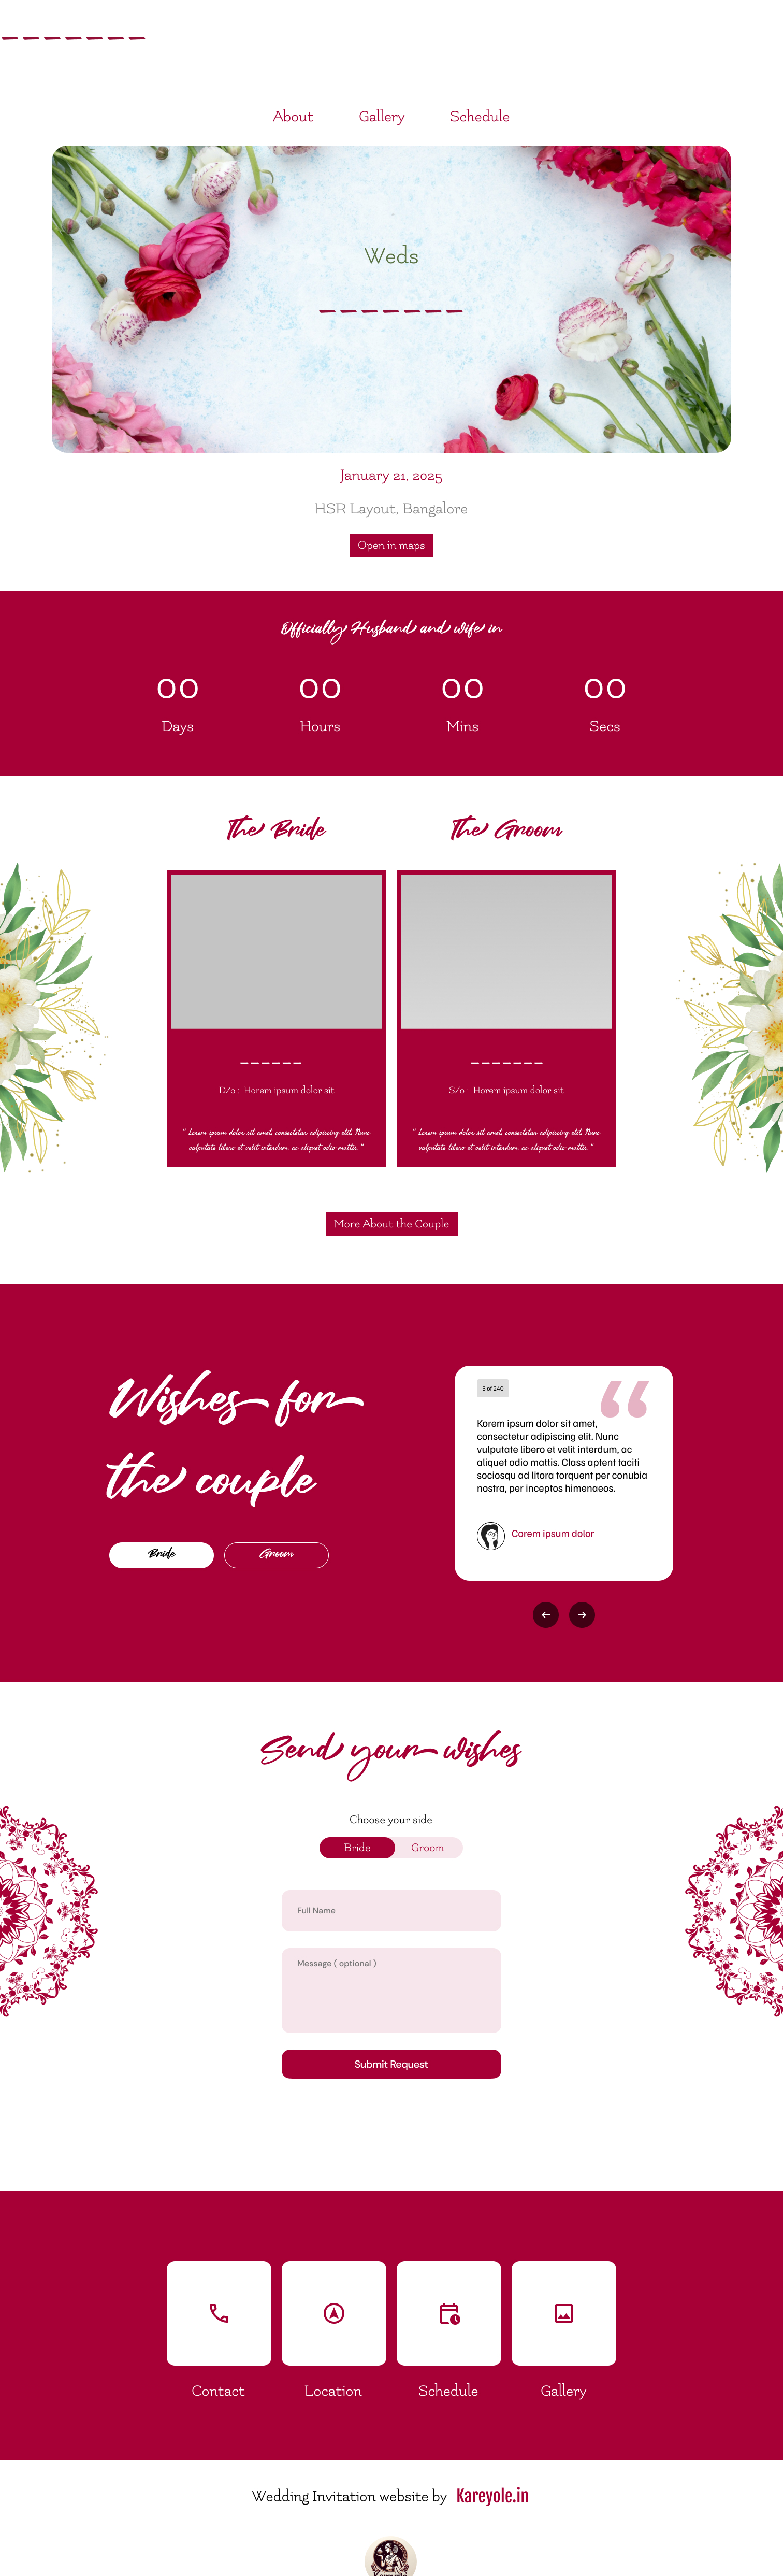 _______
About Gallery Schedule
Weds
_______
January 21, 2025
HSR Layout, Bangalore
Open in maps
Officially Husband and wife in
00 00 00 00
Days Hours Mins Secs
The Bride The Groom
______
D/o : Horem ipsum dolor sit
" Lorem ipsum dolor sit amet, consectetur adipiscing elit. Nunc
vulputate libero et velit interdum, ac aliquet odio mattis. "
_______
S/o : Horem ipsum dolor sit
" Lorem ipsum dolor sit amet, consectetur adipiscing elit. Nunc
vulputate libero et velit interdum, ac aliquet odio mattis. "
More About the Couple
Wishes for
the couple
Bride Groom
5 of 240
“
Korem ipsum dolor sit amet,
consectetur adipiscing elit. Nunc
vulputate libero et velit interdum, ac
aliquet odio mattis. Class aptent taciti
sociosqu ad litora torquent per conubia
nostra, per inceptos himenaeos.
Corem ipsum dolor
Send your wishes
Choose your side
Bride Groom
Full Name
Message ( optional )
Submit Request
Contact Location Schedule Gallery
Wedding Invitation website by Kareyole.in